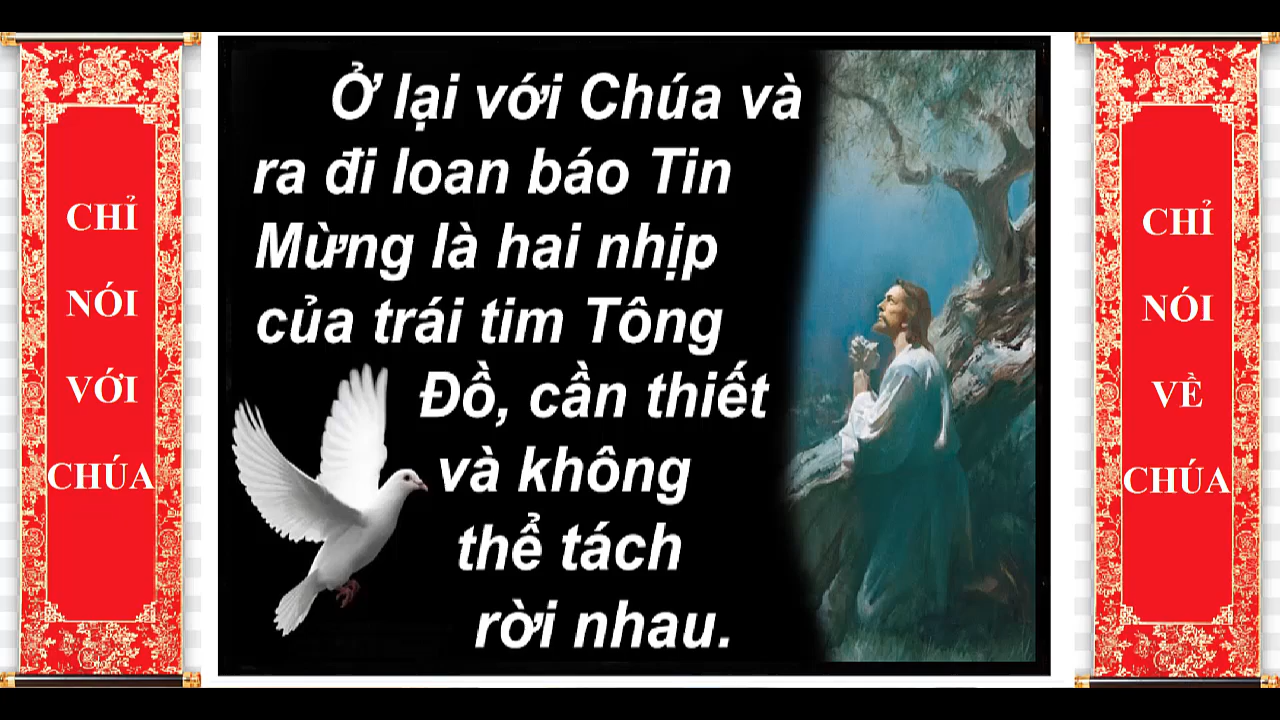 CHỈ
NÓI
VỚI
CHÚA
Ở lại với Chúa và
ra đi loan báo Tin
Mừng là hai nhịp
của trái tim Tông
Đồ, cần thiết
và không
thể tách
rời nhau.
CHỈ
NÓI
VỀ
CHÚA